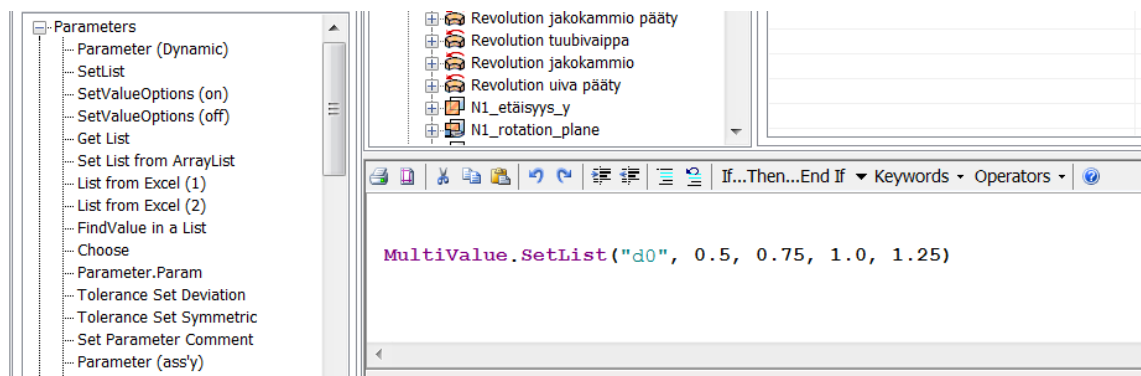 Parameters
Parameter (Dynamic)
SetList
SetValueOptions (on)
SetValueOptions (off)
Get List
Set List from ArrayList
List from Excel (1)
List from Excel (2)
FindValue in a List
Choose
Parameter.Param
Tolerance Set Deviation
Tolerance Set Symmetric
Set Parameter Comment
Parameter (ass'y)
Revolution jakokammio pääty
Revolution tuubivaippa
Revolution jakokammio
Revolution uiva pääty
N1_etäisyys_y
N1_rotation_plane
If...Then...End If Keywords Operators
MultiValue.SetList("d0", 0.5, 0.75, 1.0, 1.25)